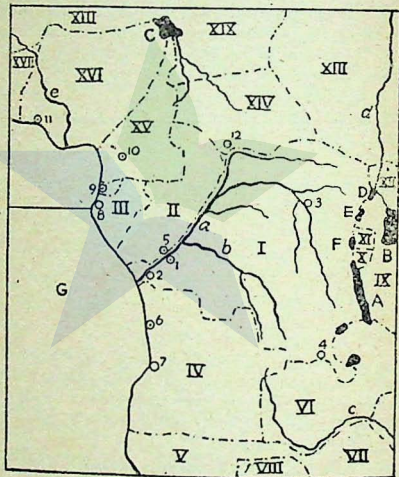 XIII
XIX
C
XVI
XVI
XIII
e
XIV
d
11
XV
12
10
D
9
III
E
3
8
II
a
XI
F
B
5
I
X
IX
1
b
G
2
A
6
4
7
IV
VI
c
V
VII
VIII